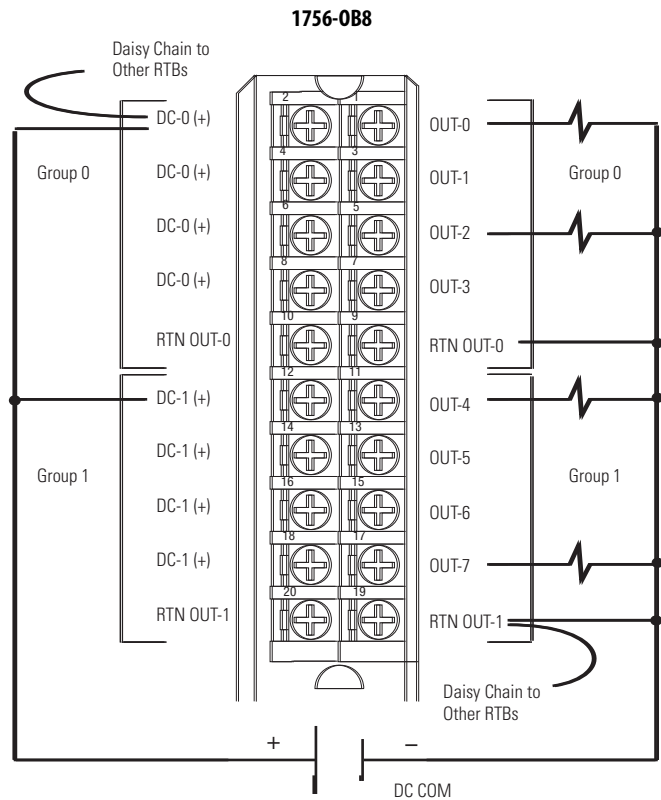 1756-OB8
Daisy Chain to
Other RTBs
DC-0 (+)
2
1
OUT-0
Group 0
DC-0 (+)
4
3
OUT-1
Group 0
DC-0 (+)
6
5
OUT-2
DC-0 (+)
8
7
OUT-3
RTN OUT-0
10
9
RTN OUT-0
DC-1 (+)
12
11
OUT-4
DC-1 (+)
14
13
OUT-5
Group 1
DC-1 (+)
16
15
OUT-6
Group 1
DC-1 (+)
18
17
OUT-7
RTN OUT-1
20
19
RTN OUT-1
Daisy Chain to
Other RTBs
+
–
DC COM